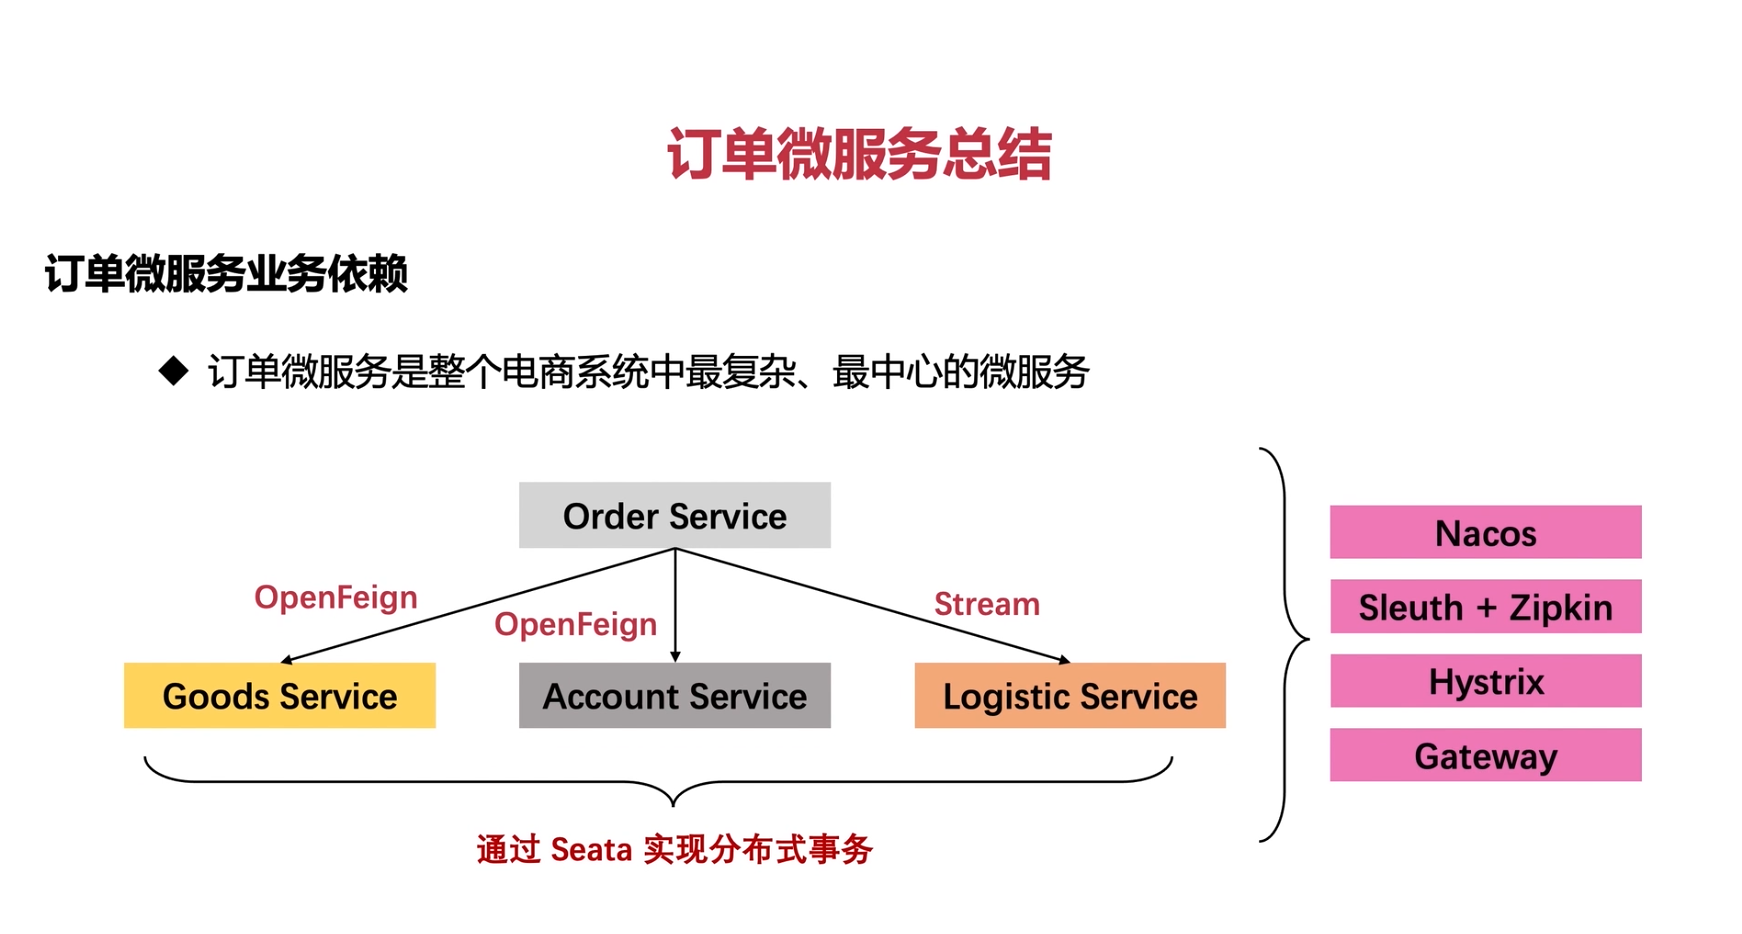 订单微服务总结
订单微服务业务依赖
订单微服务是整个电商系统中最复杂、最中心的微服务
Order Service
OpenFeign
OpenFeign
Stream
Goods Service
Account Service
Logistic Service
通过 Seata 实现分布式事务
Nacos
Sleuth + Zipkin
Hystrix
Gateway